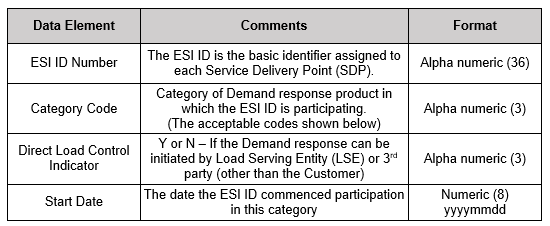 Data Element Comments Format
ESI ID Number
The ESI ID is the basic identifier assigned to
each Service Delivery Point (SDP).
Alpha numeric (36)
Category Code
Category of Demand response product in
which the ESI ID is participating.
(The acceptable codes shown below)
Alpha numeric (3)
Direct Load Control
Indicator
Y or N – If the Demand response can be
initiated by Load Serving Entity (LSE) or 3rd
party (other than the Customer)
Alpha numeric (3)
Start Date
The date the ESI ID commenced participation
in this category
Numeric (8)
yyyymmdd